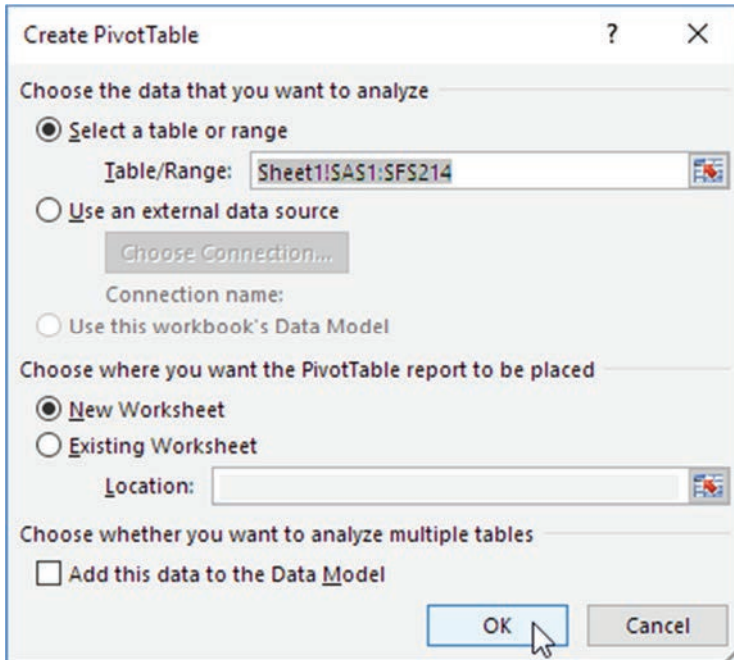 Create PivotTable ?
Choose the data that you want to analyze
Select a table or range
Table/Range: Sheet1!$A$1:$F$214
Use an external data source
Choose Connection...
Connection name:
Use this workbook's Data Model
Choose where you want the PivotTable report to be placed
New Worksheet
Existing Worksheet
Location:
Choose whether you want to analyze multiple tables
Add this data to the Data Model
OK Cancel